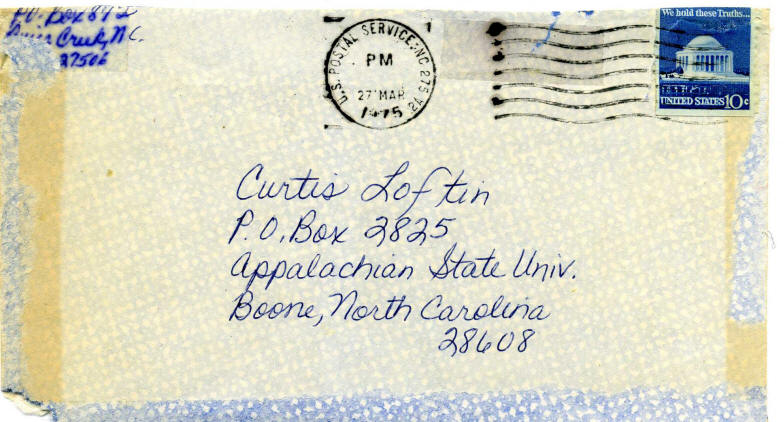 P.O. Box 842
Creek, N.C.
27506
U.S. POSTAL SERVICE, NC 275
PM
27 MAR
1975
We hold these Truths...
UNITED STATES 10c
Curtis Loftin
P.O. Box 2825
Appalachian State Univ.
Boone, North Carolina
28608